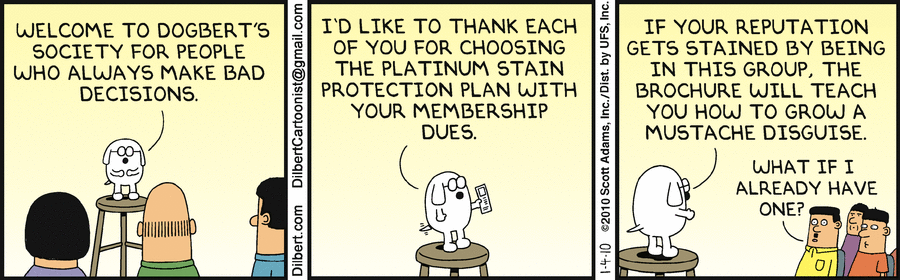 WELCOME TO DOGBERT'S
SOCIETY FOR PEOPLE
WHO ALWAYS MAKE BAD
DECISIONS.
Dilbert.com DilbertCartoonist@gmail.com
I'D LIKE TO THANK EACH
OF YOU FOR CHOOSING
THE PLATINUM STAIN
PROTECTION PLAN WITH
YOUR MEMBERSHIP
DUES.
1-4-10 ©2010 Scott Adams, Inc./Dist. by UFS, Inc.
IF YOUR REPUTATION
GETS STAINED BY BEING
IN THIS GROUP, THE
BROCHURE WILL TEACH
YOU HOW TO GROW A
MUSTACHE DISGUISE.
WHAT IF I
ALREADY HAVE
ONE?